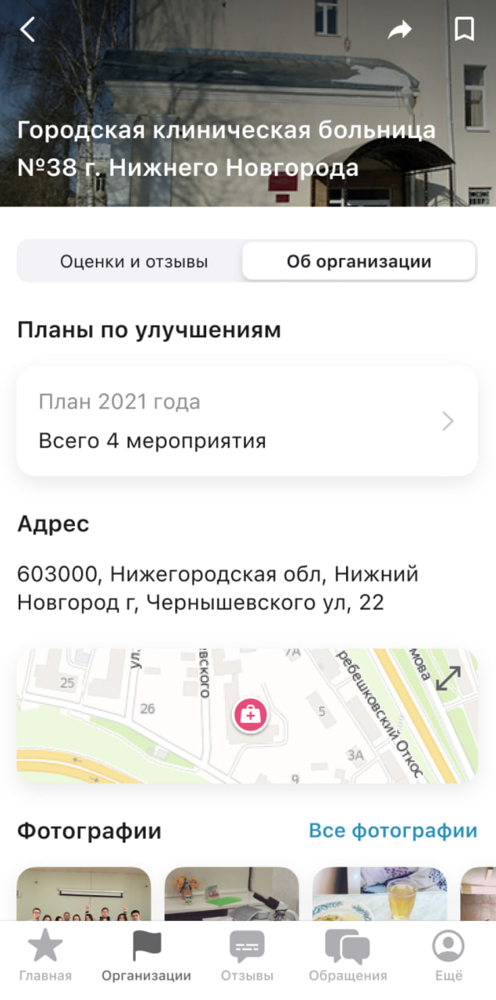 Городская клиническая больница
№38 г. Нижнего Новгорода
Оценки и отзывы
Об организации
Планы по улучшениям
План 2021 года
Всего 4 мероприятия
Адрес
603000, Нижегородская обл, Нижний
Новгород г, Чернышевского ул, 22
ул.
вского
7А
ребешковский Откос
мова
25
26
5
3А
9
Фотографии
Все фотографии
Главная
Организации
Отзывы
Обращения
Ещё